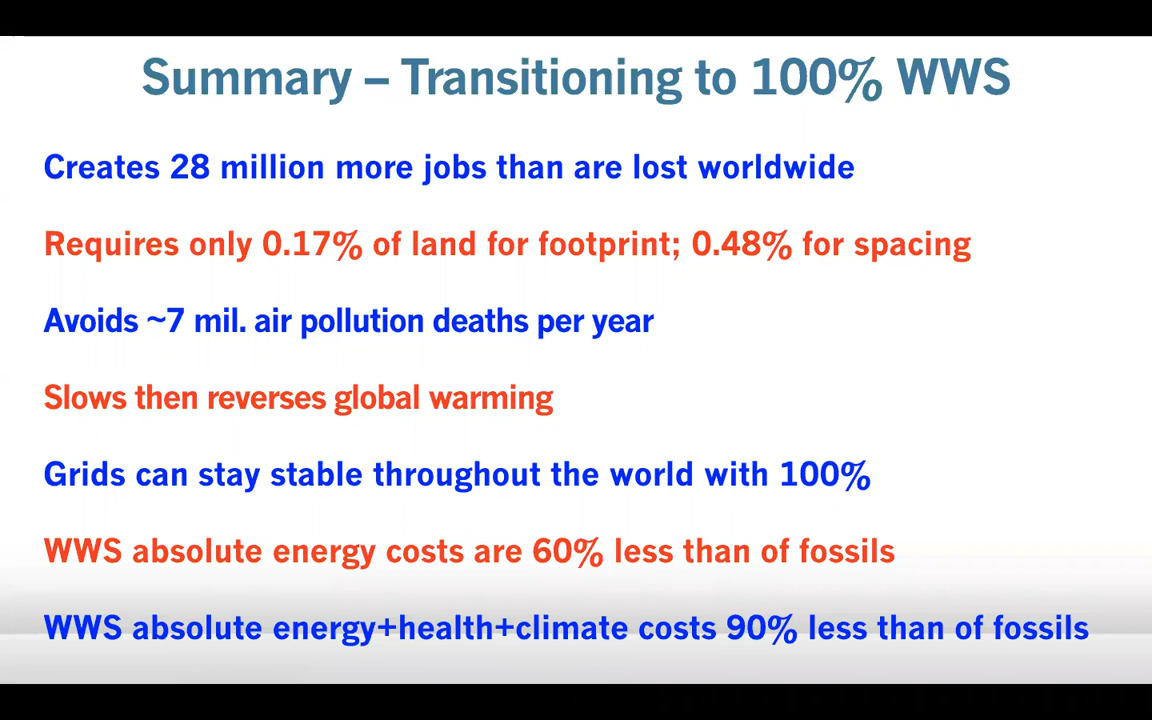 Summary – Transitioning to 100% WWS
Creates 28 million more jobs than are lost worldwide
Requires only 0.17% of land for footprint; 0.48% for spacing
Avoids ~7 mil. air pollution deaths per year
Slows then reverses global warming
Grids can stay stable throughout the world with 100%
WWS absolute energy costs are 60% less than of fossils
WWS absolute energy+health+climate costs 90% less than of fossils